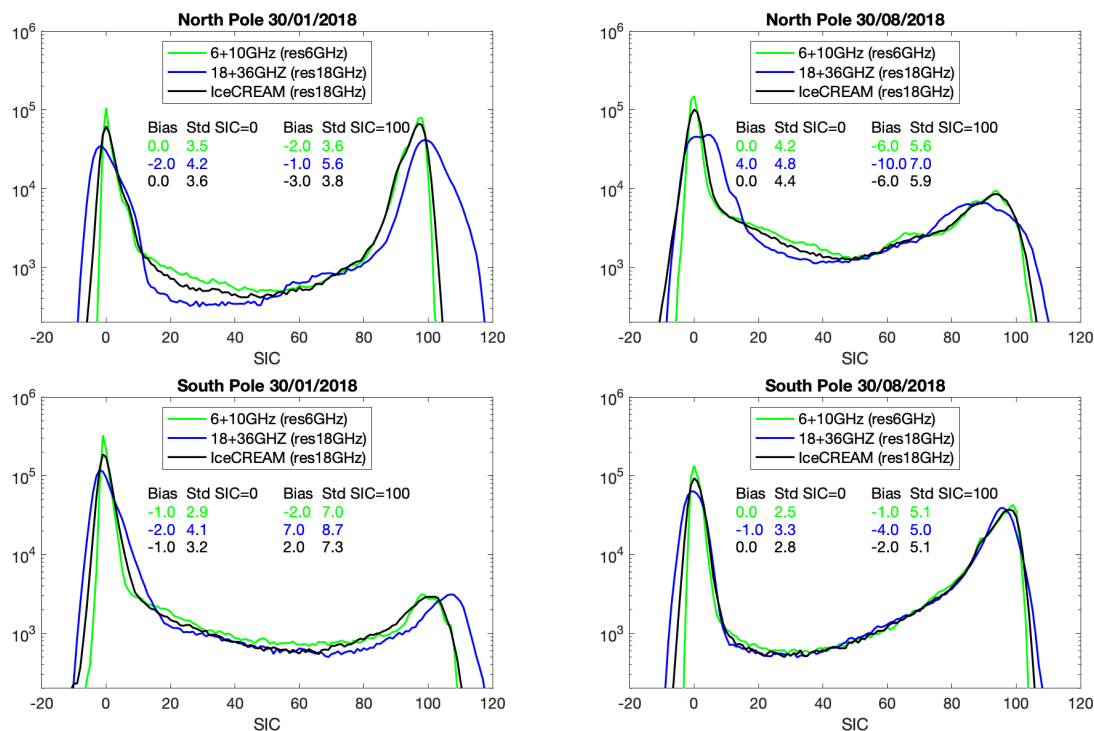 North Pole 30/01/2018
10^6
10^5
10^4
10^3
6+10GHz (res6GHz)
18+36GHZ (res18GHz)
IceCREAM (res18GHz)
Bias Std SIC=0 Bias Std SIC=100
0.0 3.5 -2.0 3.6
-2.0 4.2 -1.0 5.6
0.0 3.6 -3.0 3.8
-20 0 20 40 60 80 100 120
SIC
North Pole 30/08/2018
10^6
10^5
10^4
10^3
6+10GHz (res6GHz)
18+36GHZ (res18GHz)
IceCREAM (res18GHz)
Bias Std SIC=0 Bias Std SIC=100
0.0 4.2 -6.0 5.6
4.0 4.8 -10.0 7.0
0.0 4.4 -6.0 5.9
-20 0 20 40 60 80 100 120
SIC
South Pole 30/01/2018
10^6
10^5
10^4
10^3
6+10GHz (res6GHz)
18+36GHZ (res18GHz)
IceCREAM (res18GHz)
Bias Std SIC=0 Bias Std SIC=100
-1.0 2.9 -2.0 7.0
-2.0 4.1 7.0 8.7
-1.0 3.2 2.0 7.3
-20 0 20 40 60 80 100 120
SIC
South Pole 30/08/2018
10^6
10^5
10^4
10^3
6+10GHz (res6GHz)
18+36GHZ (res18GHz)
IceCREAM (res18GHz)
Bias Std SIC=0 Bias Std SIC=100
0.0 2.5 -1.0 5.1
-1.0 3.3 -4.0 5.0
0.0 2.8 -2.0 5.1
-20 0 20 40 60 80 100 120
SIC